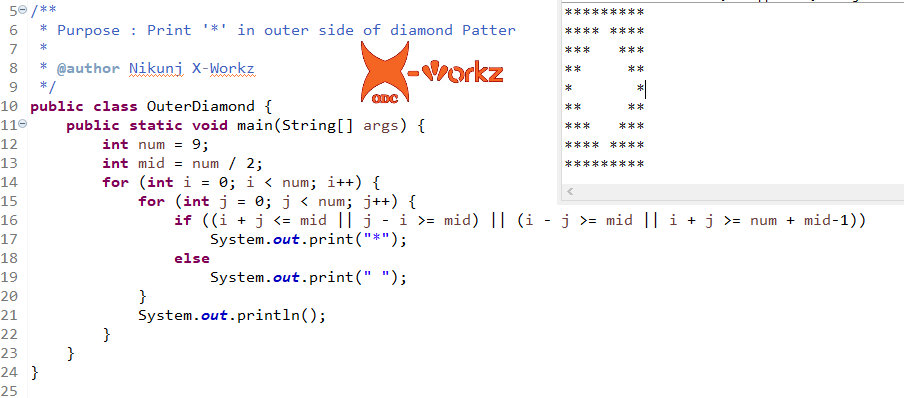 5 /**
6  * Purpose : Print '*' in outer side of diamond Patter
7  *
8  * @author Nikunj X-Workz
9  */
10 public class OuterDiamond {
11     public static void main(String[] args) {
12         int num = 9;
13         int mid = num / 2;
14         for (int i = 0; i < num; i++) {
15             for (int j = 0; j < num; j++) {
16                 if ((i + j <= mid || j - i >= mid) || (i - j >= mid || i + j >= num + mid-1))
17                     System.out.print("*");
18                 else
19                     System.out.print(" ");
20             }
21             System.out.println();
22         }
23     }
24 }
25
X-Workz
ODC
*********
**** ****
***   ***
**     **
*       *
**     **
***   ***
**** ****
*********